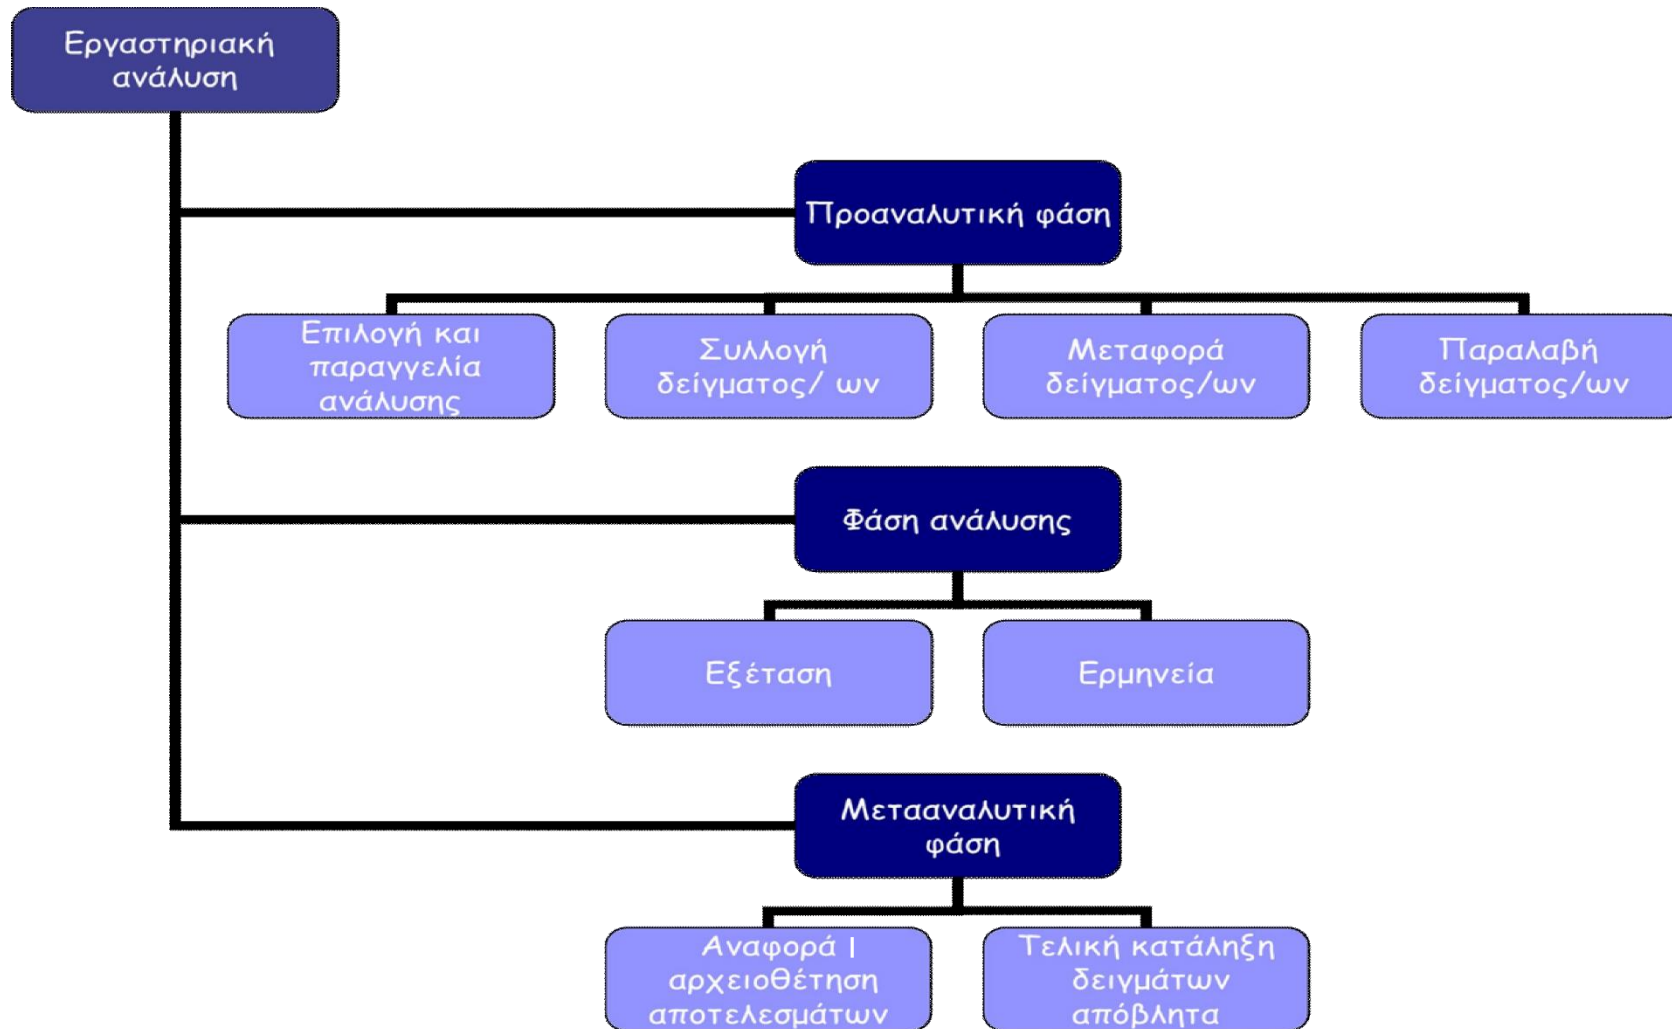 Εργαστηριακή
ανάλυση
Προαναλυτική φάση
Επιλογή και
παραγγελία
ανάλυσης
Συλλογή
δείγματος/ ων
Μεταφορά
δείγματος/ων
Παραλαβή
δείγματος/ων
Φάση ανάλυσης
Εξέταση
Ερμηνεία
Μετααναλυτική
φάση
Αναφορά |
αρχειοθέτηση
αποτελεσμάτων
Τελική κατάληξη
δειγμάτων
απόβλητα